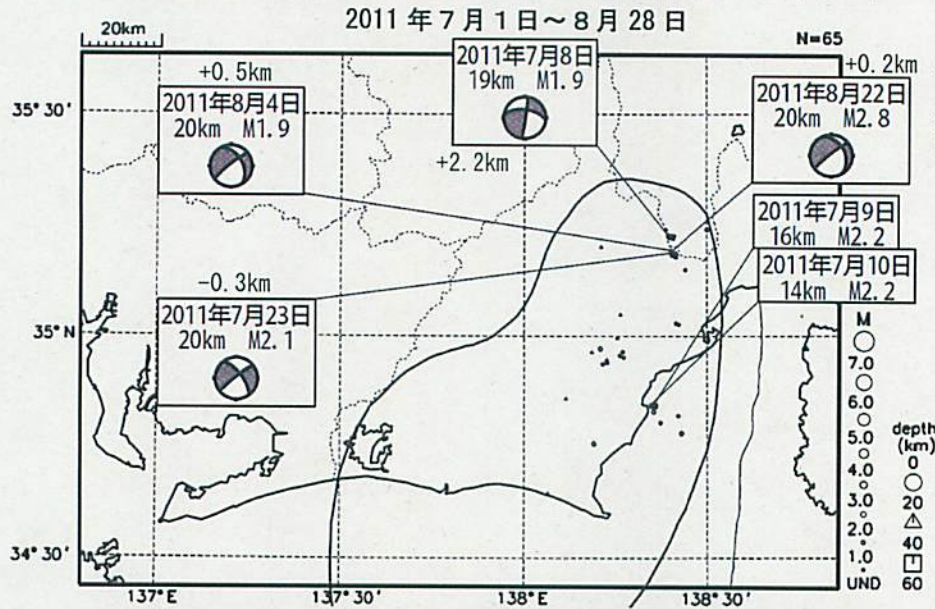 2011年7月1日～8月28日
20km
N=65
+0.5km
2011年8月4日
20km M1.9
2011年7月8日
19km M1.9
+2.2km
+0.2km
2011年8月22日
20km M2.8
2011年7月9日
16km M2.2
2011年7月10日
14km M2.2
-0.3km
2011年7月23日
20km M2.1
35°30'
35°N
34°30'
137°E
137°30'
138°E
138°30'
M
7.0
6.0
5.0
4.0
3.0
2.0
1.0
UND
depth
(km)
0
20
40
60